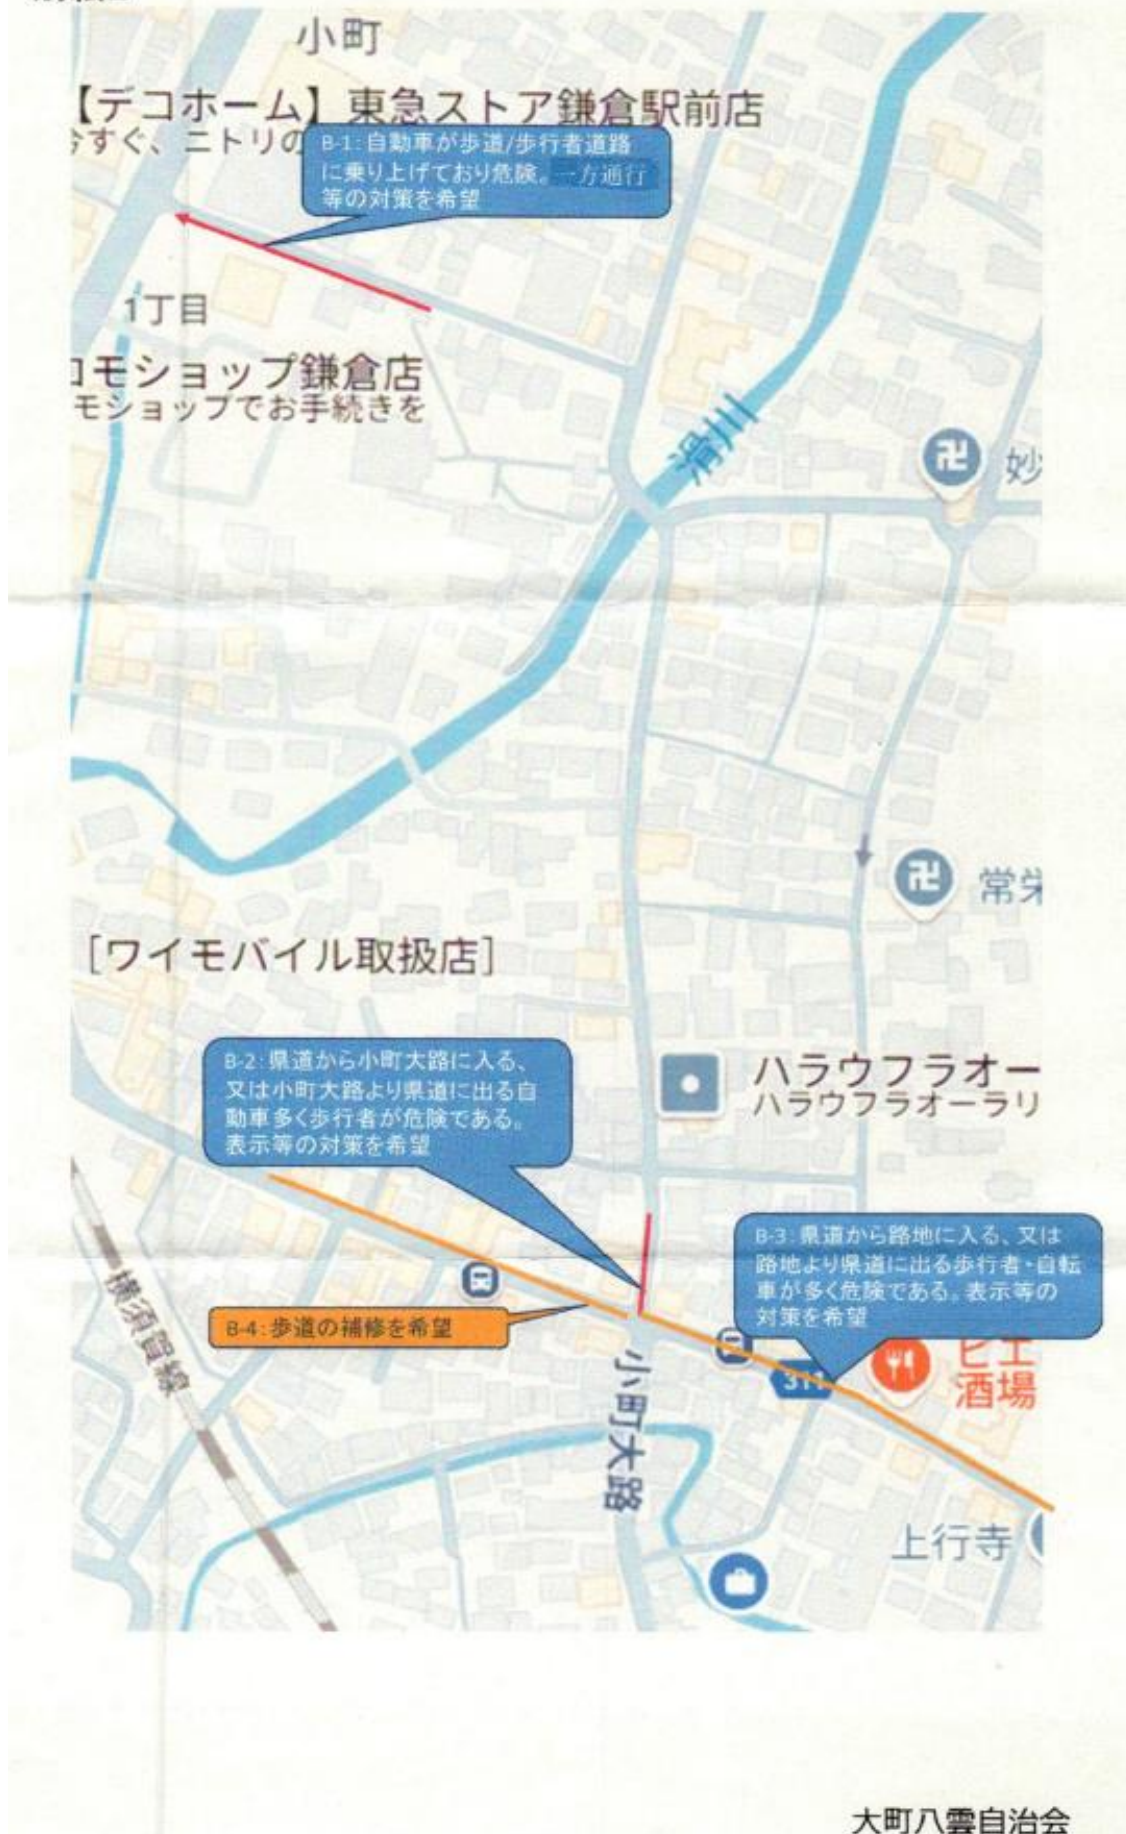 小町
【デコホーム】東急ストア鎌倉駅前店
今すぐ、ニトリの
B-1:自動車が歩道/歩行者道路
に乗り上げており危険。一方通行
等の対策を希望
1丁目
コモショップ鎌倉店
モショップでお手続きを
滑川
卍
妙
卍
常栄
[ワイモバイル取扱店]
B-2:県道から小町大路に入る、
又は小町大路より県道に出る自
動車多く歩行者が危険である。
表示等の対策を希望
ハラウフラオー
ハラウフラオーラリ
B-3:県道から路地に入る、又は
路地より県道に出る歩行者・自転
車が多く危険である。表示等の
対策を希望
B-4:歩道の補修を希望
横須賀線
311
ビエ
酒場
小町大路
上行寺
大町八雲自治会